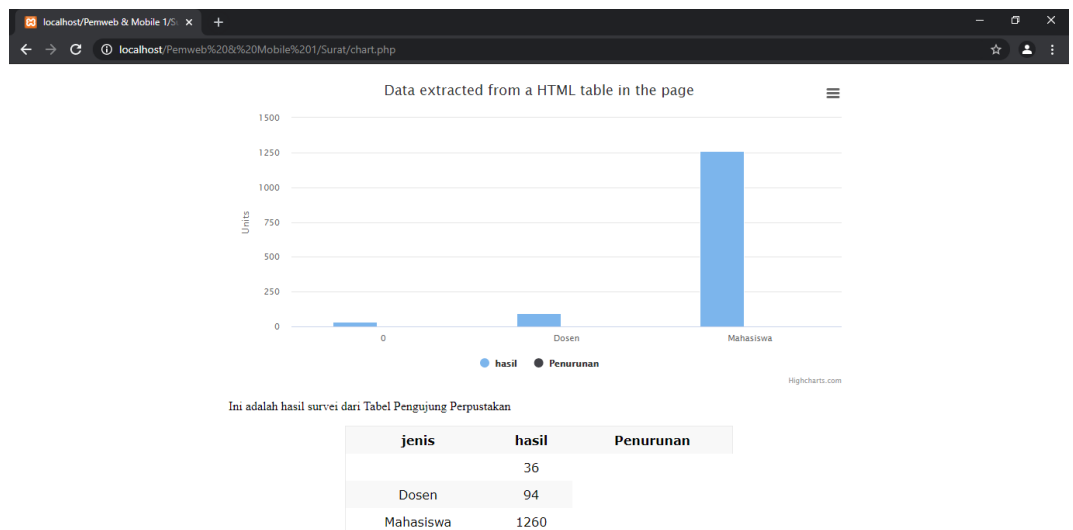 localhost/Pemweb & Mobile 1/S
localhost/Pemweb%20&%20Mobile%201/Surat/chart.php
Data extracted from a HTML table in the page
1500
1250
1000
750
500
250
0
Units
0 Dosen Mahasiswa
hasil Penurunan
Highcharts.com
Ini adalah hasil survei dari Tabel Pengujung Perpustakan
jenis hasil Penurunan
36
Dosen 94
Mahasiswa 1260